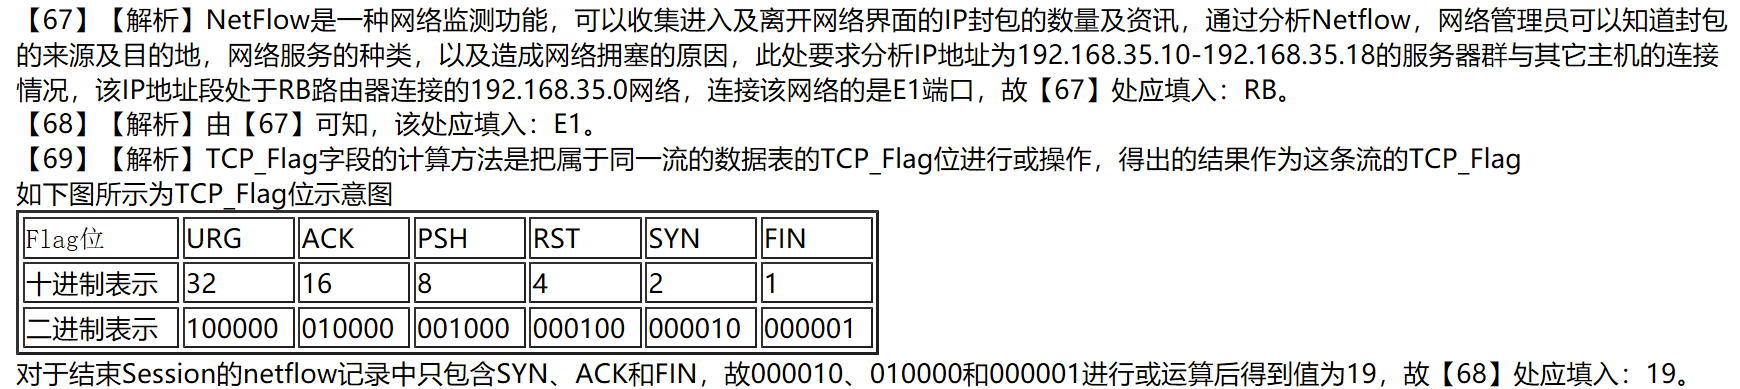 【67】【解析】NetFlow是一种网络监测功能，可以收集进入及离开网络界面的IP封包的数量及资讯，通过分析Netflow，网络管理员可以知道封包
的来源及目的地，网络服务的种类，以及造成网络拥塞的原因，此处要求分析IP地址为192.168.35.10-192.168.35.18的服务器群与其它主机的连接
情况，该IP地址段处于RB路由器连接的192.168.35.0网络，连接该网络的是E1端口，故【67】处应填入：RB。
【68】【解析】由【67】可知，该处应填入：E1。
【69】【解析】TCP_Flag字段的计算方法是把属于同一流的数据表的TCP_Flag位进行或操作，得出的结果作为这条流的TCP_Flag
如下图所示为TCP_Flag位示意图
Flag位 URG ACK PSH RST SYN FIN
十进制表示 32 16 8 4 2 1
二进制表示 100000 010000 001000 000100 000010 000001
对于结束Session的netflow记录中只包含SYN、ACK和FIN，故000010、010000和000001进行或运算后得到值为19，故【68】处应填入：19。